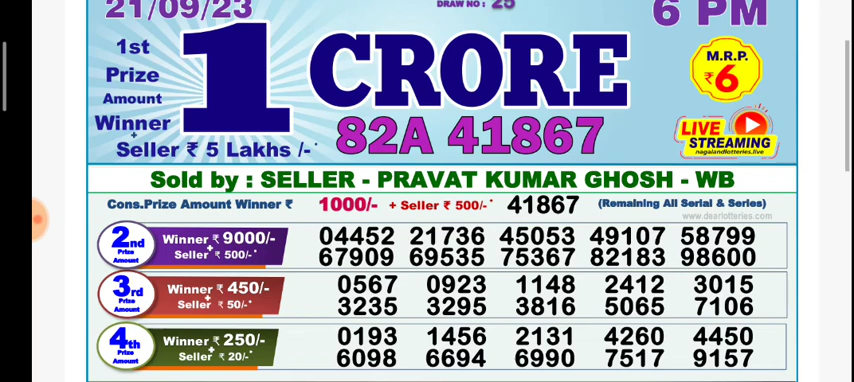 21/09/23 DRAW NO : 25 6 PM
1st
Prize
Amount
Winner
+
Seller ₹ 5 Lakhs /-*
1 CRORE
82A 41867
M.R.P.
₹6
LIVE
STREAMING
nagalandlotteries.live
Sold by : SELLER - PRAVAT KUMAR GHOSH - WB
Cons.Prize Amount Winner ₹ 1000/- + Seller ₹ 500/-* 41867 (Remaining All Serial & Series)
www.dearlotteries.com
2nd Prize Amount
Winner ₹ 9000/-
+
Seller ₹ 500/-*
04452 21736 45053 49107 58799
67909 69535 75367 82183 98600
3rd Prize Amount
Winner ₹ 450/-
+
Seller ₹ 50/-*
0567 0923 1148 2412 3015
3235 3295 3816 5065 7106
4th Prize Amount
Winner ₹ 250/-
+
Seller ₹ 20/-*
0193 1456 2131 4260 4450
6098 6694 6990 7517 9157